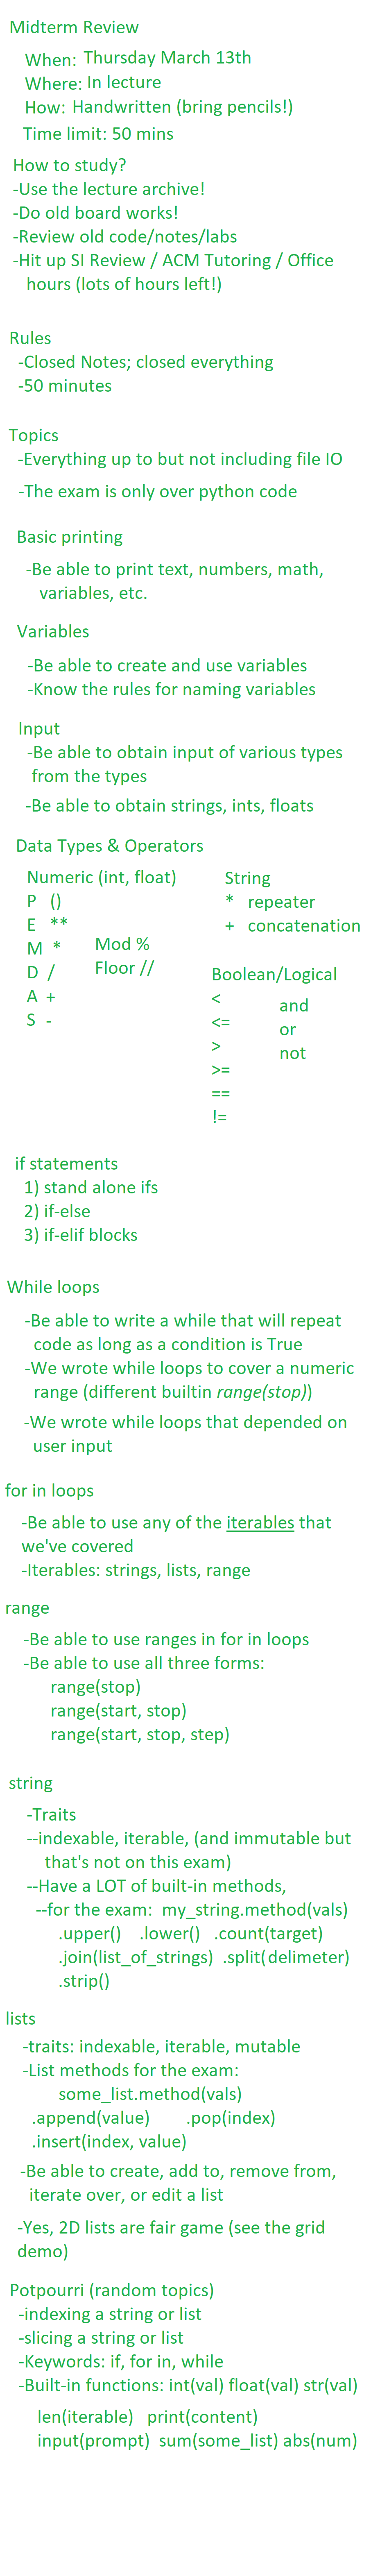 Midterm Review
When: Thursday March 13th
Where: In lecture
How: Handwritten (bring pencils!)
Time limit: 50 mins
How to study?
-Use the lecture archive!
-Do old board works!
-Review old code/notes/labs
-Hit up SI Review / ACM Tutoring / Office
hours (lots of hours left!)
Rules
-Closed Notes; closed everything
-50 minutes
Topics
-Everything up to but not including file IO
-The exam is only over python code
Basic printing
-Be able to print text, numbers, math,
variables, etc.
Variables
-Be able to create and use variables
-Know the rules for naming variables
Input
-Be able to obtain input of various types
from the types
-Be able to obtain strings, ints, floats
Data Types & Operators
Numeric (int, float)
P ()
E **
M *
D /
A +
S -
Mod %
Floor //
String
* repeater
+ concatenation
Boolean/Logical
<
<=
>
>=
==
!=
and
or
not
if statements
1) stand alone ifs
2) if-else
3) if-elif blocks
While loops
-Be able to write a while that will repeat
code as long as a condition is True
-We wrote while loops to cover a numeric
range (different builtin range(stop))
-We wrote while loops that depended on
user input
for in loops
-Be able to use any of the iterables that
we've covered
-Iterables: strings, lists, range
range
-Be able to use ranges in for in loops
-Be able to use all three forms:
range(stop)
range(start, stop)
range(start, stop, step)
string
-Traits
--indexable, iterable, (and immutable but
that's not on this exam)
--Have a LOT of built-in methods,
--for the exam: my_string.method(vals)
.upper() .lower() .count(target)
.join(list_of_strings) .split(delimeter)
.strip()
lists
-traits: indexable, iterable, mutable
-List methods for the exam:
some_list.method(vals)
.append(value) .pop(index)
.insert(index, value)
-Be able to create, add to, remove from,
iterate over, or edit a list
-Yes, 2D lists are fair game (see the grid
demo)
Potpourri (random topics)
-indexing a string or list
-slicing a string or list
-Keywords: if, for in, while
-Built-in functions: int(val) float(val) str(val)
len(iterable) print(content)
input(prompt) sum(some_list) abs(num)